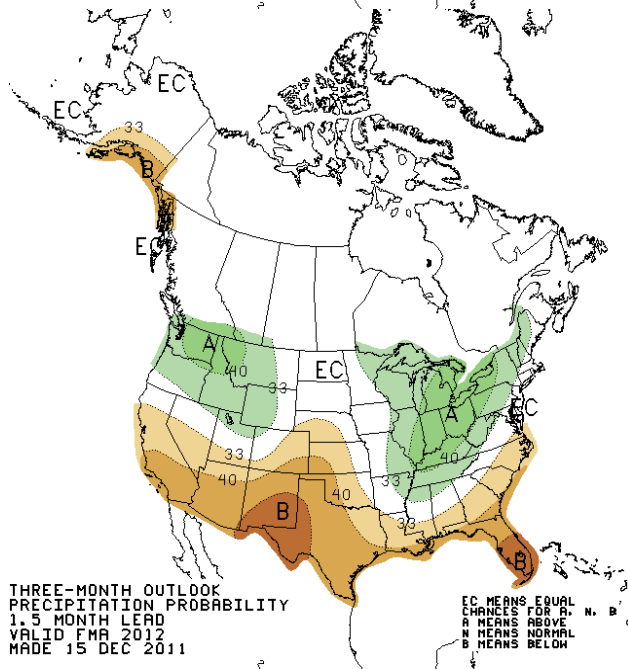 EC
EC
33
B
EC
A
40
33
EC
A
EC
40
33
40
33
40
33
B
B
THREE-MONTH OUTLOOK
PRECIPITATION PROBABILITY
1.5 MONTH LEAD
VALID FMA 2012
MADE 15 DEC 2011
EC MEANS EQUAL
CHANCES FOR A, N, B
A MEANS ABOVE
N MEANS NORMAL
B MEANS BELOW